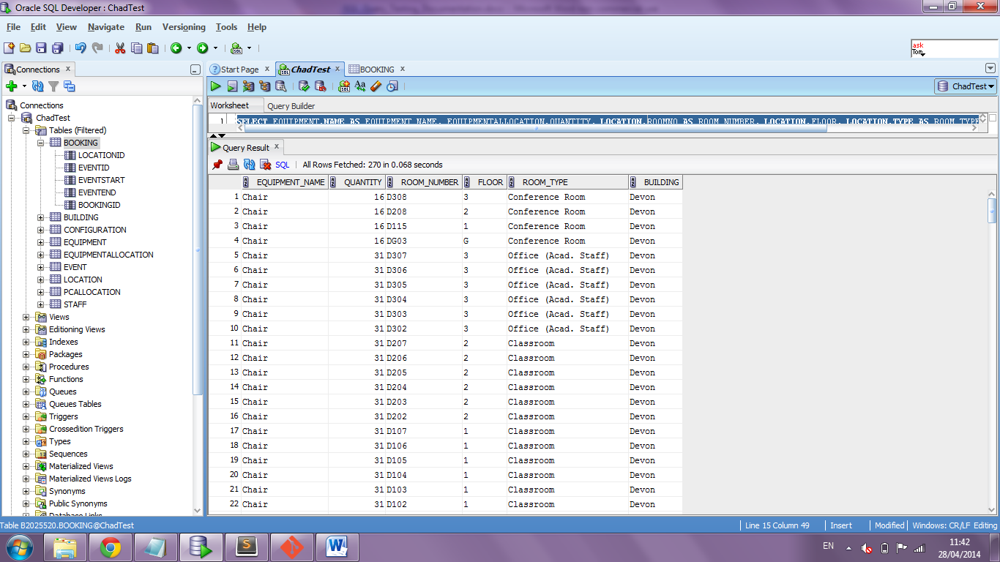 Oracle SQL Developer : ChadTest
File Edit View Navigate Run Versioning Tools Help
ask
Tom
Connections
Start Page ChadTest BOOKING
ChadTest
Connections
ChadTest
Tables (Filtered)
BOOKING
LOCATIONID
EVENTID
EVENTSTART
EVENTEND
BOOKINGID
BUILDING
CONFIGURATION
EQUIPMENT
EQUIPMENTALLOCATION
EVENT
LOCATION
PCALLOCATION
STAFF
Views
Editioning Views
Indexes
Packages
Procedures
Functions
Queues
Queues Tables
Triggers
Crossedition Triggers
Types
Sequences
Materialized Views
Materialized Views Logs
Synonyms
Public Synonyms
Database Links
Worksheet Query Builder
1 SELECT EQUIPMENT.NAME AS EQUIPMENT_NAME, EQUIPMENTALLOCATION.QUANTITY, LOCATION.ROOMNO AS ROOM_NUMBER, LOCATION.FLOOR, LOCATION.TYPE AS ROOM_TYPE
Query Result
SQL All Rows Fetched: 270 in 0.068 seconds
EQUIPMENT_NAME QUANTITY ROOM_NUMBER FLOOR ROOM_TYPE BUILDING
1 Chair 16 D308 3 Conference Room Devon
2 Chair 16 D208 2 Conference Room Devon
3 Chair 16 D115 1 Conference Room Devon
4 Chair 16 DG03 G Conference Room Devon
5 Chair 31 D307 3 Office (Acad. Staff) Devon
6 Chair 31 D306 3 Office (Acad. Staff) Devon
7 Chair 31 D305 3 Office (Acad. Staff) Devon
8 Chair 31 D304 3 Office (Acad. Staff) Devon
9 Chair 31 D303 3 Office (Acad. Staff) Devon
10 Chair 31 D302 3 Office (Acad. Staff) Devon
11 Chair 31 D207 2 Classroom Devon
12 Chair 31 D206 2 Classroom Devon
13 Chair 31 D205 2 Classroom Devon
14 Chair 31 D204 2 Classroom Devon
15 Chair 31 D203 2 Classroom Devon
16 Chair 31 D202 2 Classroom Devon
17 Chair 31 D107 1 Classroom Devon
18 Chair 31 D106 1 Classroom Devon
19 Chair 31 D105 1 Classroom Devon
20 Chair 31 D104 1 Classroom Devon
21 Chair 31 D103 1 Classroom Devon
22 Chair 31 D102 1 Classroom Devon
Table B2025520.BOOKING@ChadTest Line 15 Column 49 Insert Modified Windows: CR/LF Editing
EN 11:42
28/04/2014